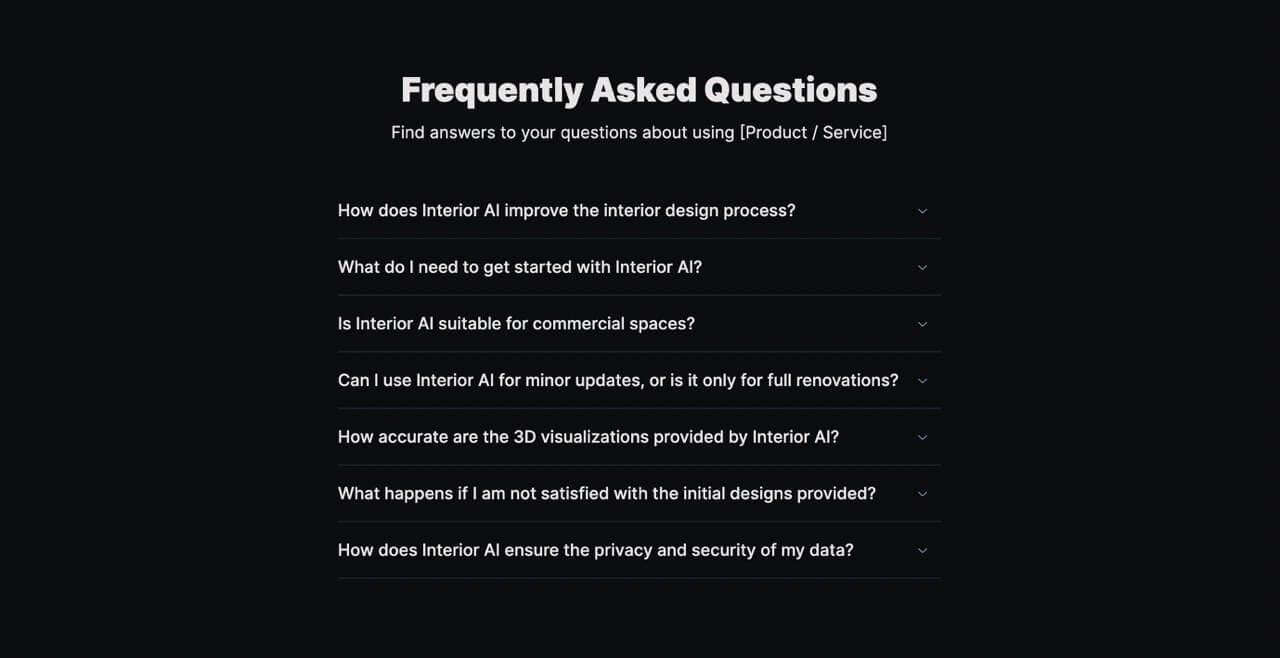 Frequently Asked Questions
Find answers to your questions about using [Product / Service]
How does Interior AI improve the interior design process?
What do I need to get started with Interior AI?
Is Interior AI suitable for commercial spaces?
Can I use Interior AI for minor updates, or is it only for full renovations?
How accurate are the 3D visualizations provided by Interior AI?
What happens if I am not satisfied with the initial designs provided?
How does Interior AI ensure the privacy and security of my data?